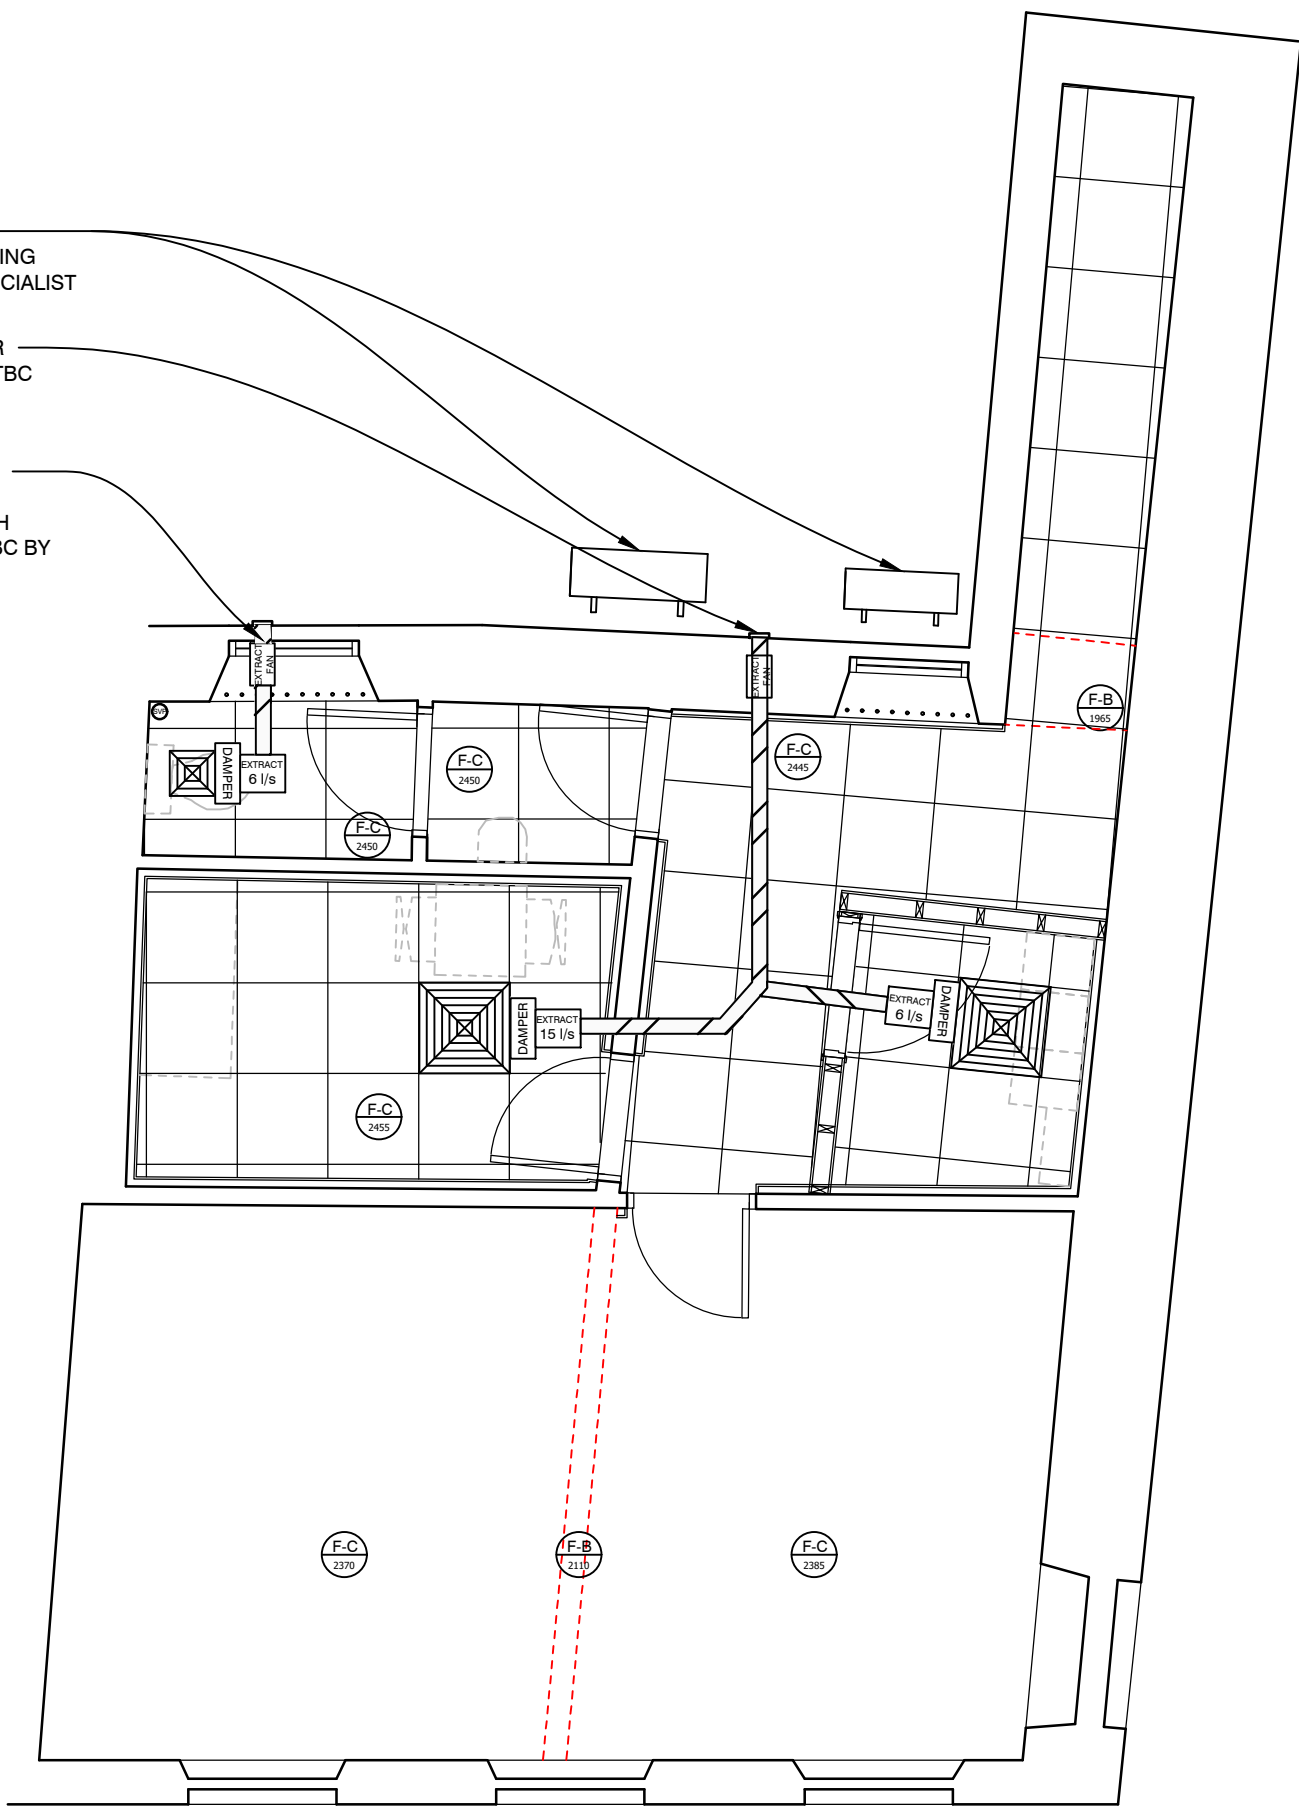 ING
CIALIST
R
TBC
H
BC BY
EXTRACT
FAN
EXTRACT
FAN
F-B
1965
SVP
DAMPER
EXTRACT
6 l/s
F-C
2450
F-C
2445
F-C
2450
DAMPER
EXTRACT
15 l/s
EXTRACT
6 l/s
DAMPER
F-C
2455
F-C
2370
F-B
2110
F-C
2385